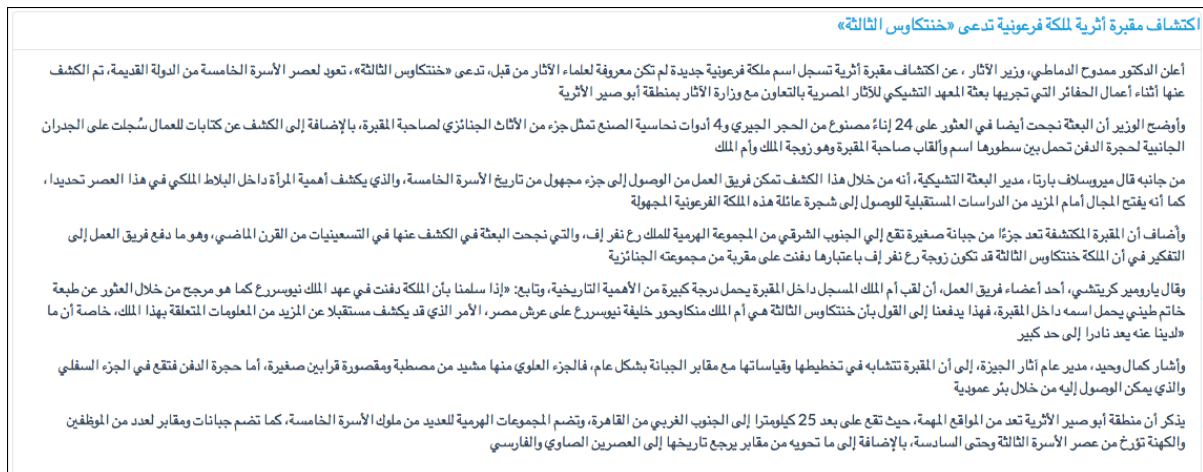 اكتشاف مقبرة أثرية لملكة فرعونية تدعى «خنتكاوس الثالثة»
أعلن الدكتور ممدوح الدماطي، وزير الآثار ، عن اكتشاف مقبرة أثرية تسجل اسم ملكة فرعونية جديدة لم تكن معروفة لعلماء الآثار من قبل، تدعى «خنتكاوس الثالثة»، تعود لعصر الأسرة الخامسة من الدولة القديمة، تم الكشف
عنها أثناء أعمال الحفائر التي تجريها بعثة المعهد التشيكي للآثار المصرية بالتعاون مع وزارة الآثار بمنطقة أبو صير الأثرية
وأوضح الوزير أن البعثة نجحت أيضا في العثور على 24 إناءً مصنوع من الحجر الجيري و4 أدوات نحاسية الصنع تمثل جزء من الأثاث الجنائزي لصاحبة المقبرة، بالإضافة إلى الكشف عن كتابات للعمال سُجلت على الجدران
الجانبية لحجرة الدفن تحمل بين سطورها اسم وألقاب صاحبة المقبرة وهو زوجة الملك وأم الملك
من جانبه قال ميروسلاف بارتا ، مدير البعثة التشيكية، أنه من خلال هذا الكشف تمكن فريق العمل من الوصول إلى جزء مجهول من تاريخ الأسرة الخامسة، والذي يكشف أهمية المرأة داخل البلاط الملكي في هذا العصر تحديدا ،
كما أنه يفتح المجال أمام المزيد من الدراسات المستقبلية للوصول إلى شجرة عائلة هذه الملكة الفرعونية المجهولة
وأضاف أن المقبرة المكتشفة تعد جزءًا من جبانة صغيرة تقع إلي الجنوب الشرقي من المجموعة الهرمية للملك رع نفر إف، والتي نجحت البعثة في الكشف عنها في التسعينيات من القرن الماضي، وهو ما دفع فريق العمل إلى
التفكير في أن الملكة خنتكاوس الثالثة قد تكون زوجة رع نفر إف باعتبارها دفنت على مقربة من مجموعته الجنائزية
وقال يارومير كريتشي، أحد أعضاء فريق العمل، أن لقب أم الملك المسجل داخل المقبرة يحمل درجة كبيرة من الأهمية التاريخية، وتابع: «إذا سلمنا بأن الملكة دفنت في عهد الملك نيوسررع كما هو مرجح من خلال العثور عن طبعة
خاتم طيني يحمل اسمه داخل المقبرة، فهذا يدفعنا إلى القول بأن خنتكاوس الثالثة هي أم الملك منكاوحور خليفة نيوسررع على عرش مصر ، الأمر الذي قد يكشف مستقبلا عن المزيد من المعلومات المتعلقة بهذا الملك، خاصة أن ما
«لدينا عنه يعد نادرا إلى حد كبير
وأشار كمال وحيد، مدير عام آثار الجيزة، إلى أن المقبرة تتشابه في تخطيطها وقياساتها مع مقابر الجبانة بشكل عام، فالجزء العلوي منها مشيد من مصطبة ومقصورة قرابين صغيرة، أما حجرة الدفن فتقع في الجزء السفلي
والذي يمكن الوصول إليه من خلال بئر عمودية
يذكر أن منطقة أبو صير الأثرية تعد من المواقع المهمة، حيث تقع على بعد 25 كيلومترا إلى الجنوب الغربي من القاهرة، وتضم المجموعات الهرمية للعديد من ملوك الأسرة الخامسة، كما تضم جبانات ومقابر لعدد من الموظفين
والكهنة تؤرخ من عصر الأسرة الثالثة وحتى السادسة، بالإضافة إلى ما تحويه من مقابر يرجع تاريخها إلى العصرين الصاوي والفارسي